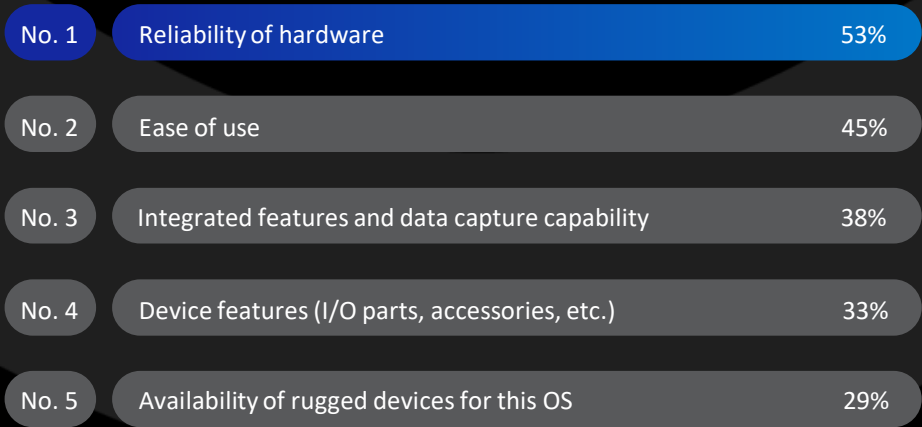 No. 1 Reliability of hardware 53%
No. 2 Ease of use 45%
No. 3 Integrated features and data capture capability 38%
No. 4 Device features (I/O parts, accessories, etc.) 33%
No. 5 Availability of rugged devices for this OS 29%